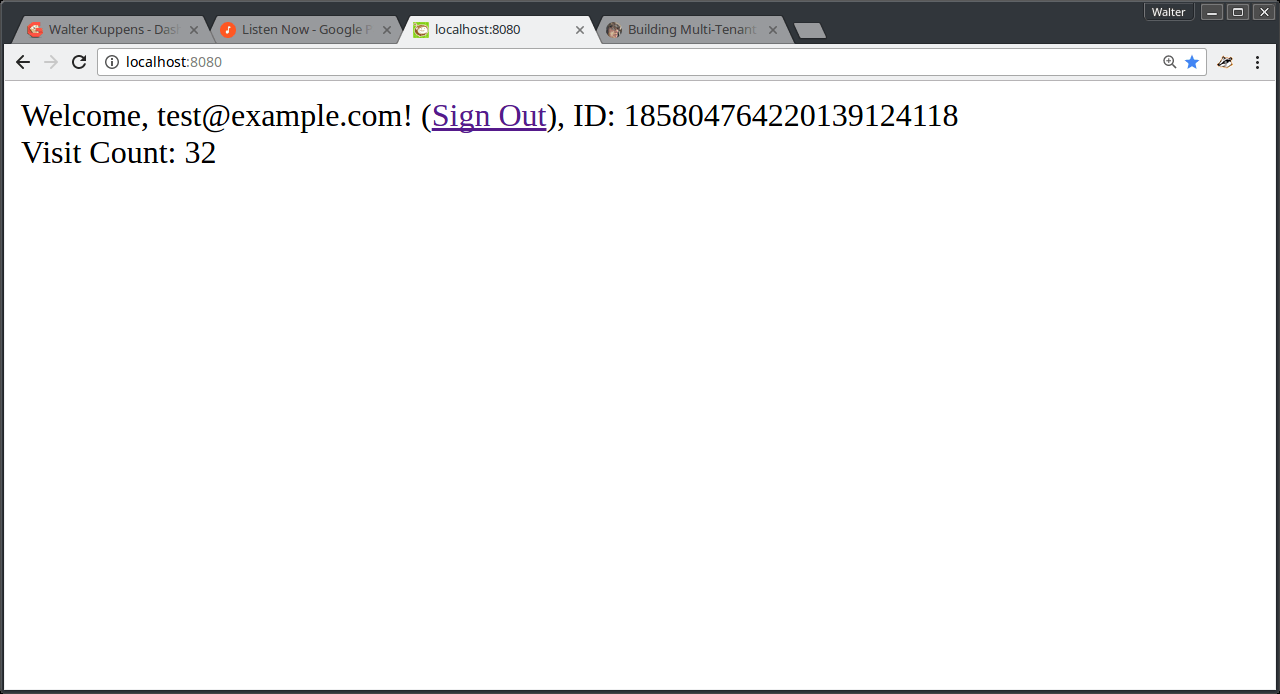 Walter
Walter Kuppens - Das
Listen Now - Google P
localhost:8080
Building Multi-Tenant
localhost:8080
Welcome, test@example.com! (Sign Out), ID: 185804764220139124118
Visit Count: 32